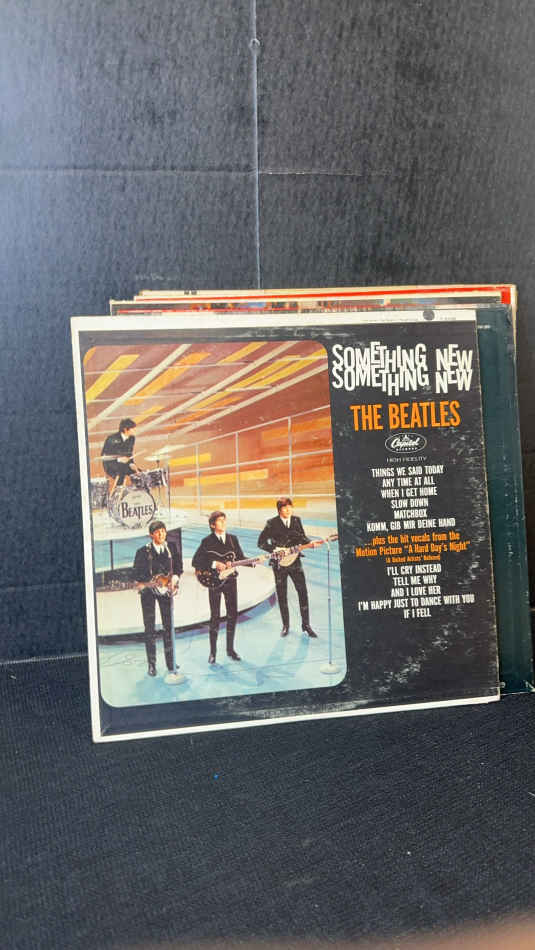 SOMETHING NEW
SOMETHING NEW
THE BEATLES
Capitol
RECORDS
HIGH FIDELITY
THINGS WE SAID TODAY
ANY TIME AT ALL
WHEN I GET HOME
SLOW DOWN
MATCHBOX
KOMM, GIB MIR DEINE HAND
plus the hit vocals from the
Motion Picture "A Hard Day's Night"
(A United Artists' Release)
I'LL CRY INSTEAD
TELL ME WHY
AND I LOVE HER
I'M HAPPY JUST TO DANCE WITH YOU
IF I FELL
THE
BEATLES